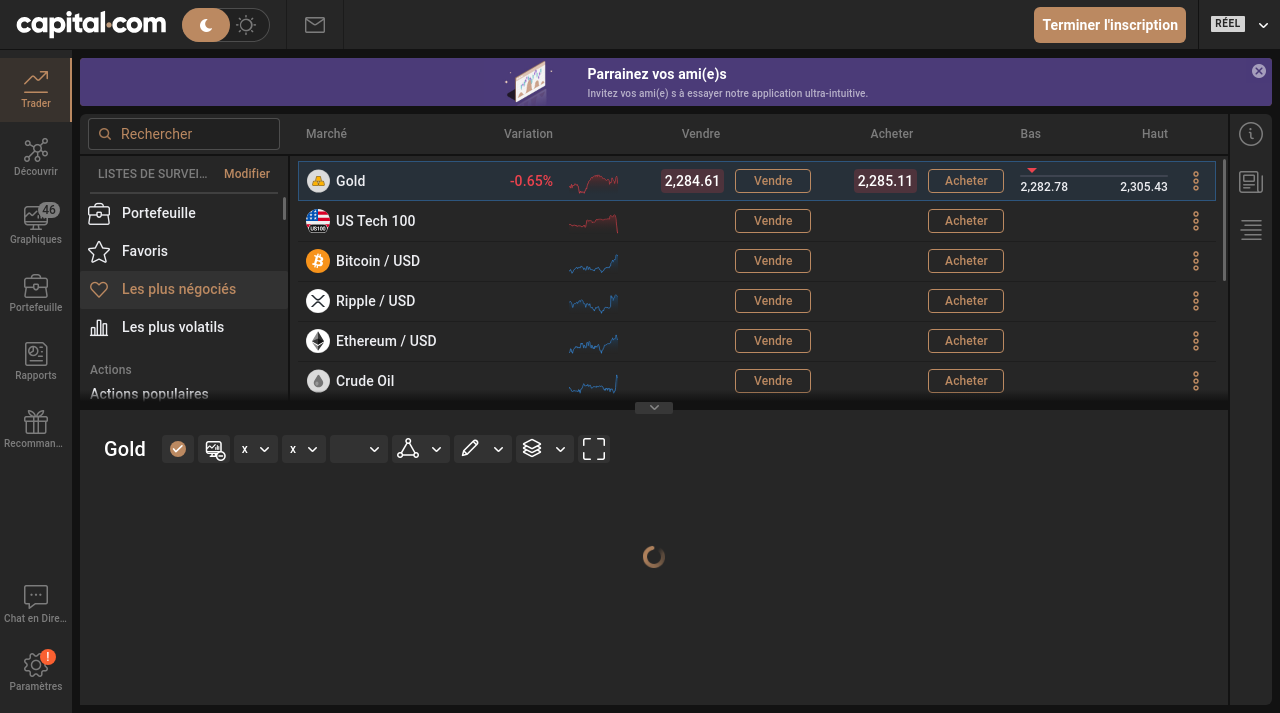 capital.com
Terminer l'inscription
RÉEL
Parrainez vos ami(e)s
Invitez vos ami(e) s à essayer notre application ultra-intuitive.
Trader
Découvrir
46
Graphiques
Portefeuille
Rapports
Recomman...
Chat en Dire...
!
Paramètres
Rechercher
LISTES DE SURVEI...
Modifier
Portefeuille
Favoris
Les plus négociés
Les plus volatils
Actions
Actions populaires
Marché Variation Vendre Acheter Bas Haut
Gold -0.65% 2,284.61 Vendre 2,285.11 Acheter 2,282.78 2,305.43
US100 US Tech 100 Vendre Acheter
Bitcoin / USD Vendre Acheter
Ripple / USD Vendre Acheter
Ethereum / USD Vendre Acheter
Crude Oil Vendre Acheter
Gold x x